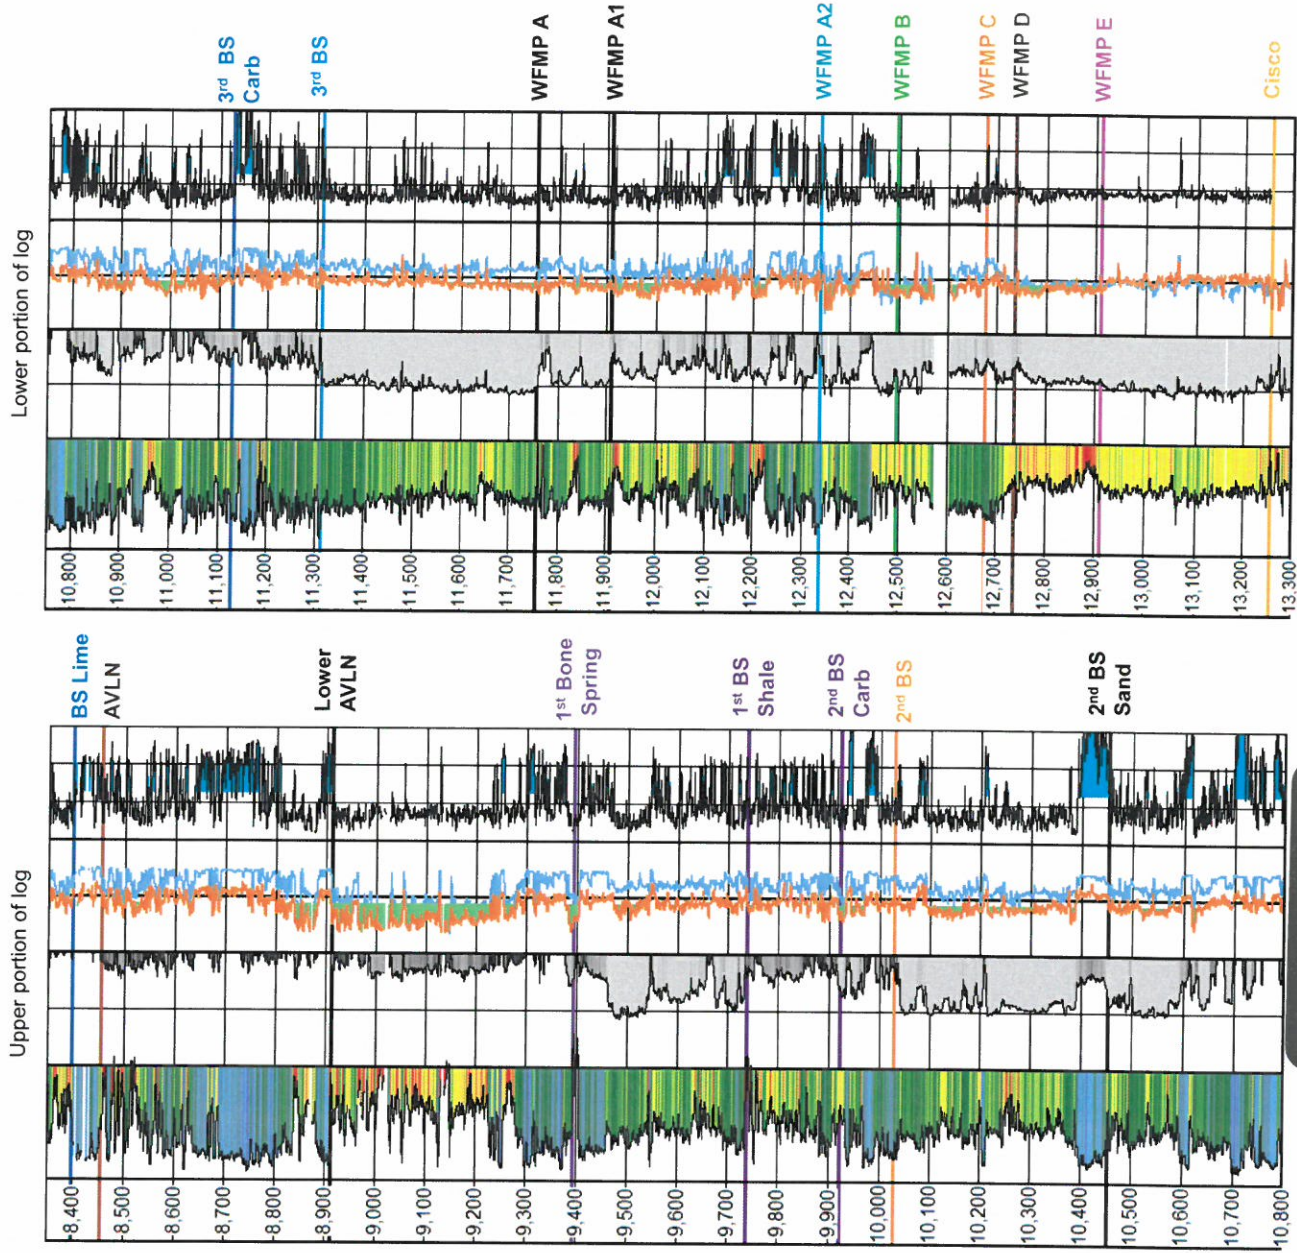 Lower portion of log
3rd BS
Carb
3rd BS
WFMP A
WFMP A1
WFMP A2
WFMP B
WFMP C
WFMP D
WFMP E
Cisco
10,800
10,900
11,000
11,100
11,200
11,300
11,400
11,500
11,600
11,700
11,800
11,900
12,000
12,100
12,200
12,300
12,400
12,500
12,600
12,700
12,800
12,900
13,000
13,100
13,200
13,300
Upper portion of log
BS Lime
AVLN
Lower
AVLN
1st Bone
Spring
1st BS
Shale
2nd BS
Carb
2nd BS
2nd BS
Sand
8,400
8,500
8,600
8,700
8,800
8,900
9,000
9,100
9,200
9,300
9,400
9,500
9,600
9,700
9,800
9,900
10,000
10,100
10,200
10,300
10,400
10,500
10,600
10,700
10,800